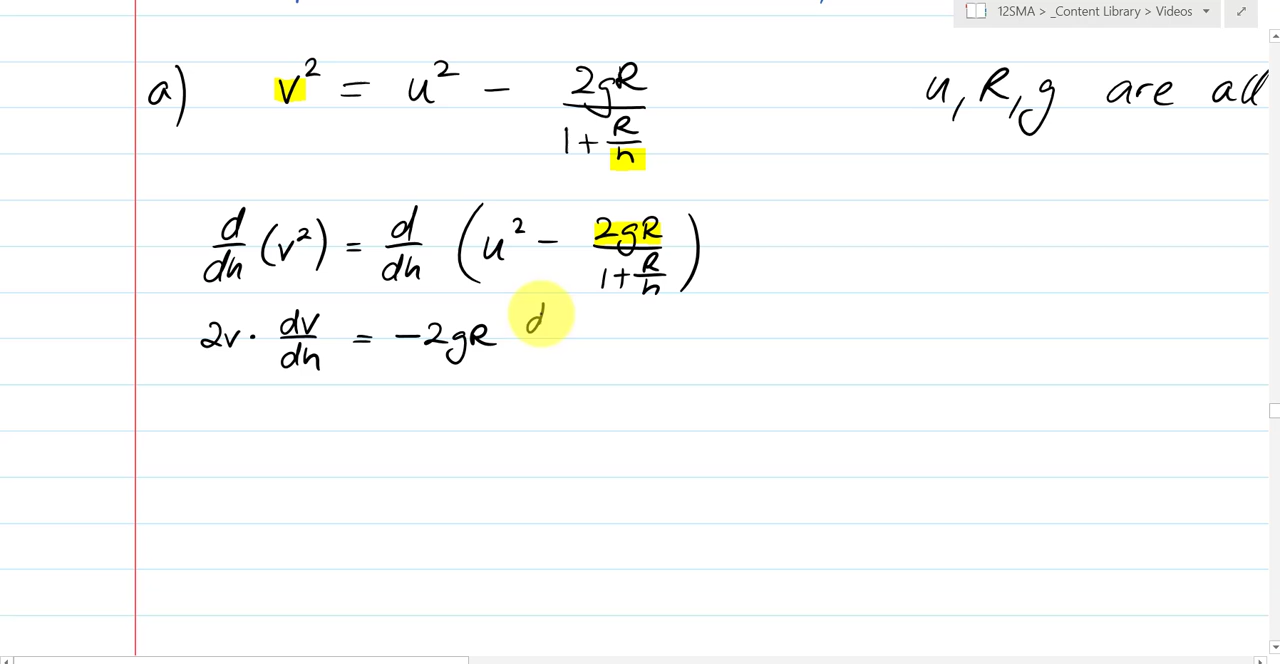 12SMA > _Content Library > Videos
a) v² = u² - 2gR / (1 + R/h) u, R, g are all
d/dh (v²) = d/dh (u² - 2gR / (1 + R/h))
2v · dv/dh = -2gR d